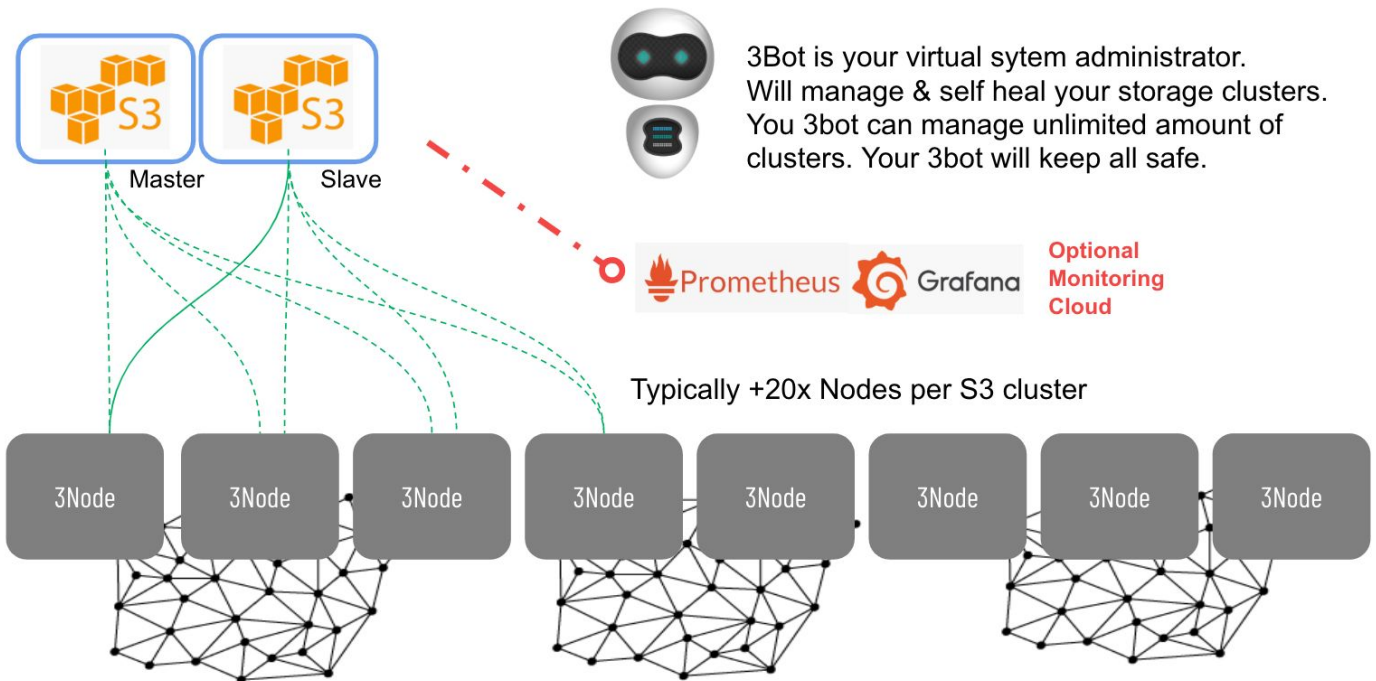 S3
S3
Master
Slave
3Bot is your virtual sytem administrator.
Will manage & self heal your storage clusters.
You 3bot can manage unlimited amount of
clusters. Your 3bot will keep all safe.
Prometheus
Grafana
Optional
Monitoring
Cloud
Typically +20x Nodes per S3 cluster
3Node
3Node
3Node
3Node
3Node
3Node
3Node
3Node